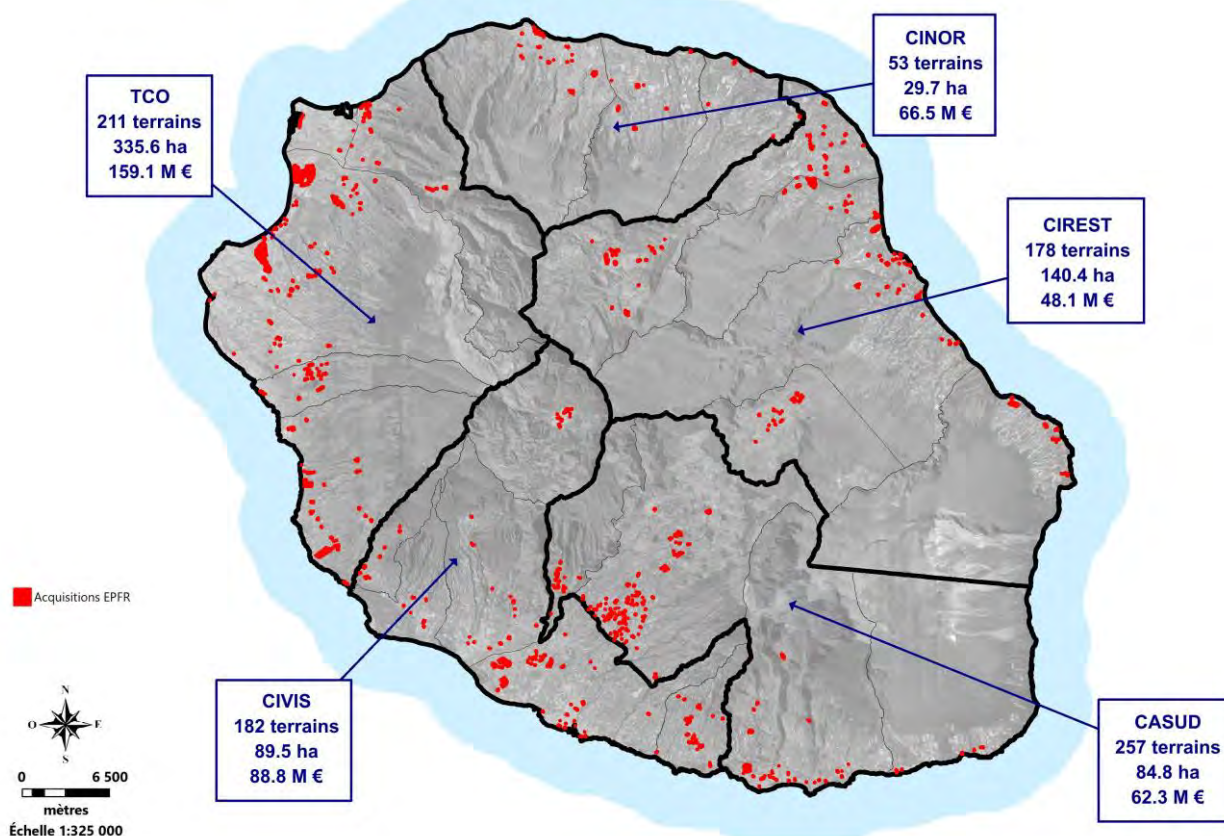 CINOR
53 terrains
29.7 ha
66.5 M €
TCO
211 terrains
335.6 ha
159.1 M €
CIREST
178 terrains
140.4 ha
48.1 M €
Acquisitions EPFR
N
O E
S
0 6 500
mètres
Échelle 1:325 000
CIVIS
182 terrains
89.5 ha
88.8 M €
CASUD
257 terrains
84.8 ha
62.3 M €